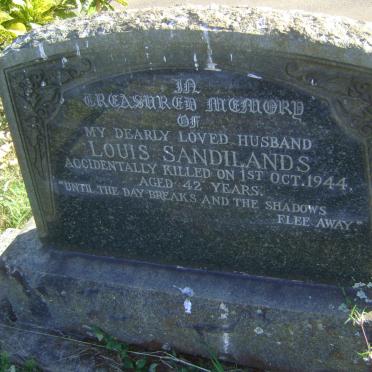 IN
TREASURED MEMORY
OF
MY DEARLY LOVED HUSBAND
LOUIS SANDILANDS
ACCIDENTALLY KILLED ON 1ST OCT. 1944,
AGED 42 YEARS.
"UNTIL THE DAY BREAKS AND THE SHADOWS
FLEE AWAY"